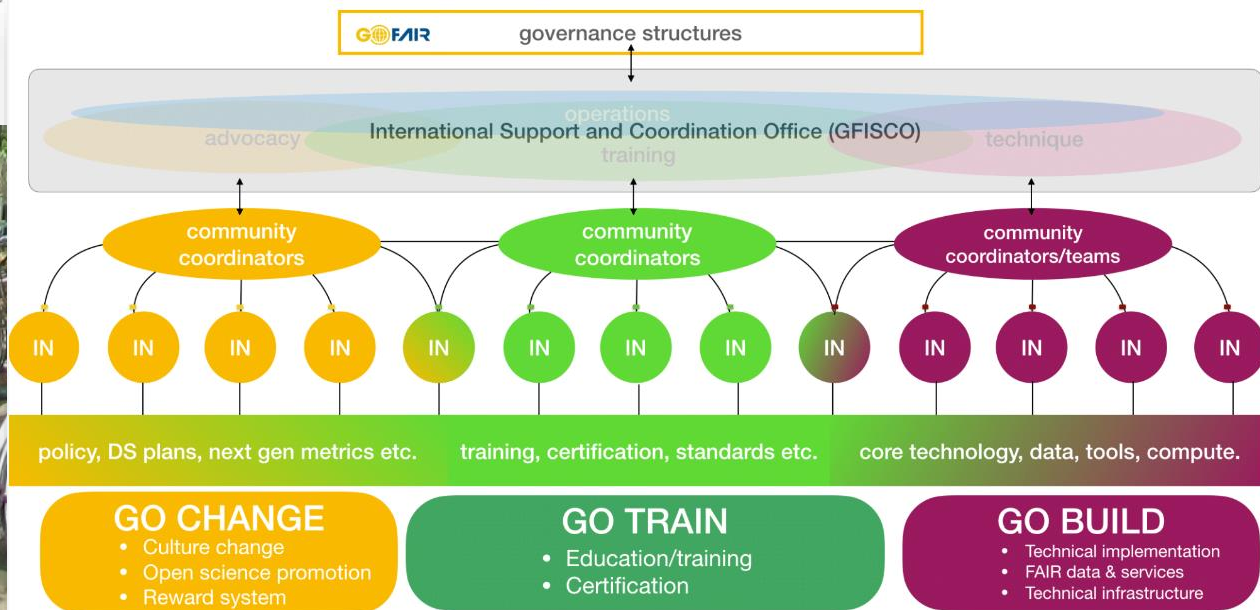 GO FAIR
governance structures
operations
International Support and Coordination Office (GFISCO)
advocacy
training
technique
community
coordinators
community
coordinators
community
coordinators/teams
IN
IN
IN
IN
IN
IN
IN
IN
IN
IN
IN
IN
IN
policy, DS plans, next gen metrics etc.
training, certification, standards etc.
core technology, data, tools, compute.
GO CHANGE
• Culture change
• Open science promotion
• Reward system
GO TRAIN
• Education/training
• Certification
GO BUILD
• Technical implementation
• FAIR data & services
• Technical infrastructure